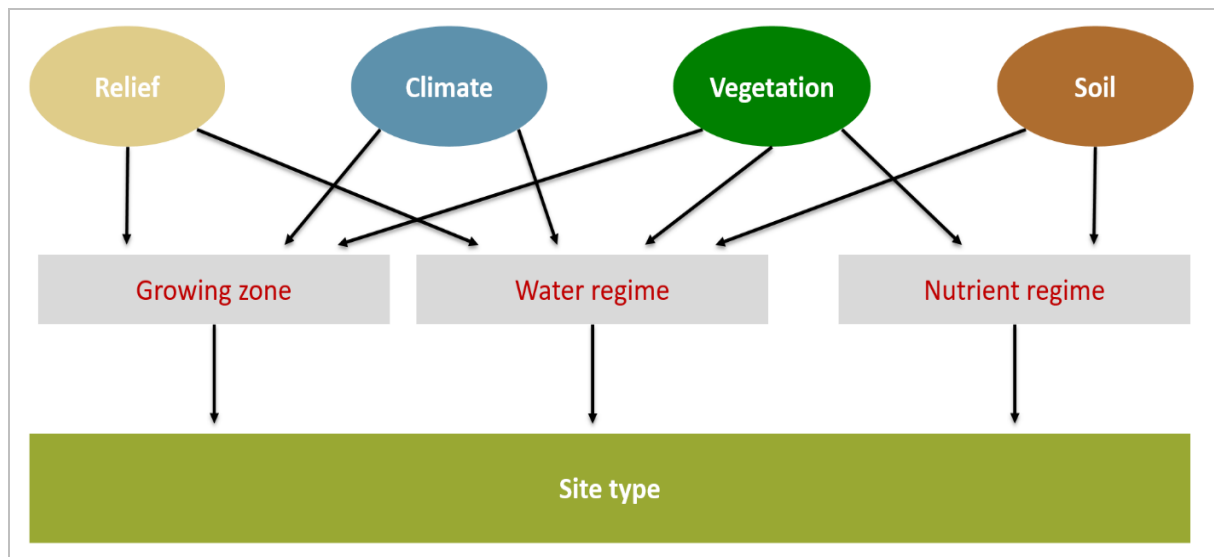 Relief
Climate
Vegetation
Soil
Growing zone
Water regime
Nutrient regime
Site type